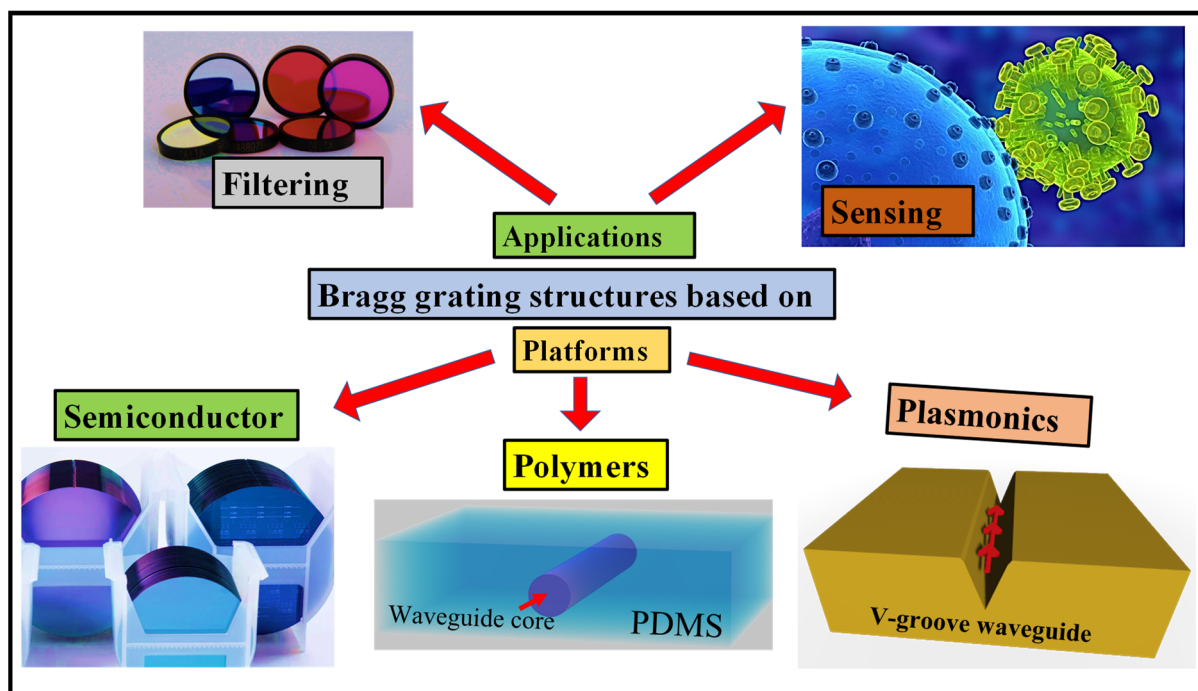 Filtering
Sensing
Applications
Bragg grating structures based on
Platforms
Semiconductor
Polymers
Plasmonics
Waveguide core
PDMS
V-groove waveguide